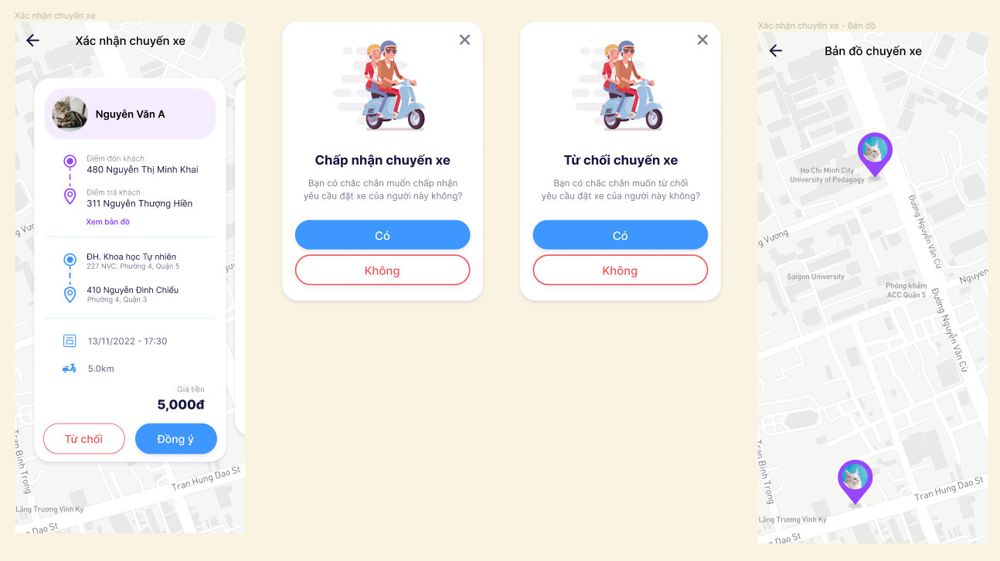 Xác nhận chuyến xe
Xác nhận chuyến xe
Nguyễn Văn A
Điểm đón khách
480 Nguyễn Thị Minh Khai
Điểm trả khách
311 Nguyễn Thượng Hiền
Xem bản đồ
ĐH. Khoa học Tự nhiên
227 NVC, Phường 4, Quận 5
410 Nguyễn Đình Chiểu
Phường 4, Quận 3
13/11/2022 - 17:30
5.0km
Giá tiền
5,000đ
Từ chối
Đồng ý
Tran Hung Dao St
Lăng Trương Vĩnh Ký
Dao St
Chấp nhận chuyến xe
Bạn có chắc chắn muốn chấp nhận
yêu cầu đặt xe của người này không?
Có
Không
Từ chối chuyến xe
Bạn có chắc chắn muốn từ chối
yêu cầu đặt xe của người này không?
Có
Không
Xác nhận chuyến xe - Bản đồ
Bản đồ chuyến xe
Ho Chi Minh City
University of Pedagogy
Đường Nguyễn Văn Cừ
Vương
Saigon University
Nguyen
Phòng khám
ACC Quận 5
Đường Nguyễn Văn Cừ
Tran Binh Trong
Tran Hung Dao St
Lăng Trương Vĩnh Ký
Dao St